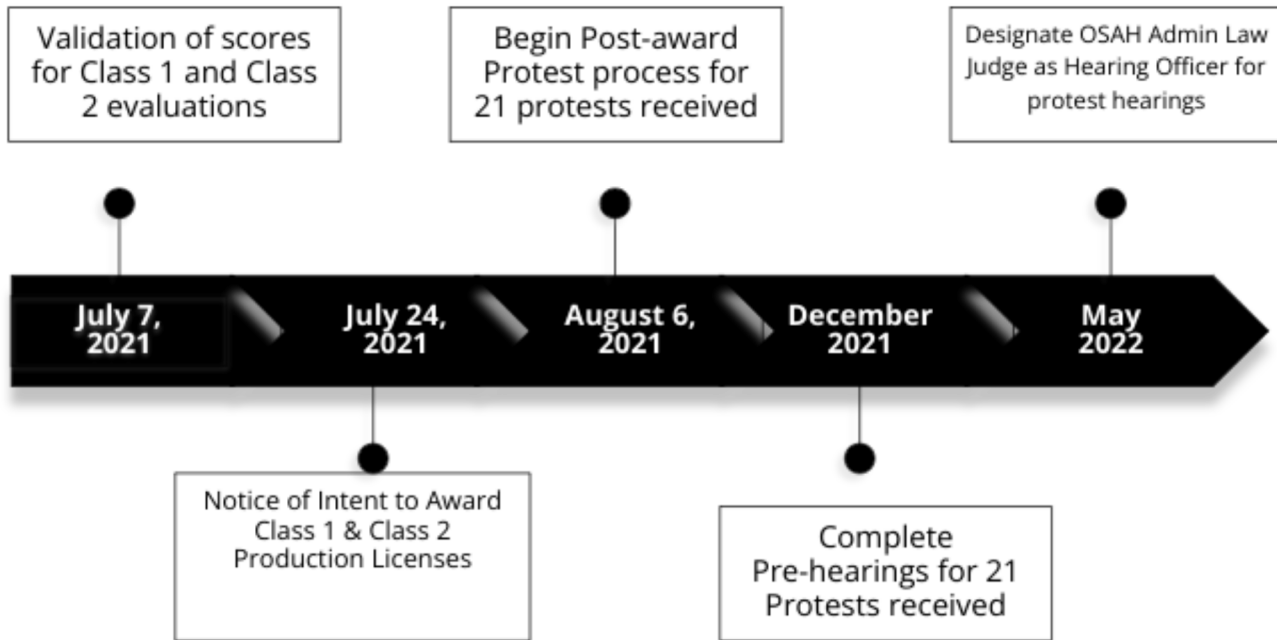 Validation of scores
for Class 1 and Class
2 evaluations
Begin Post-award
Protest process for
21 protests received
Designate OSAH Admin Law
Judge as Hearing Officer for
protest hearings
July 7,
2021
July 24,
2021
August 6,
2021
December
2021
May
2022
Notice of Intent to Award
Class 1 & Class 2
Production Licenses
Complete
Pre-hearings for 21
Protests received